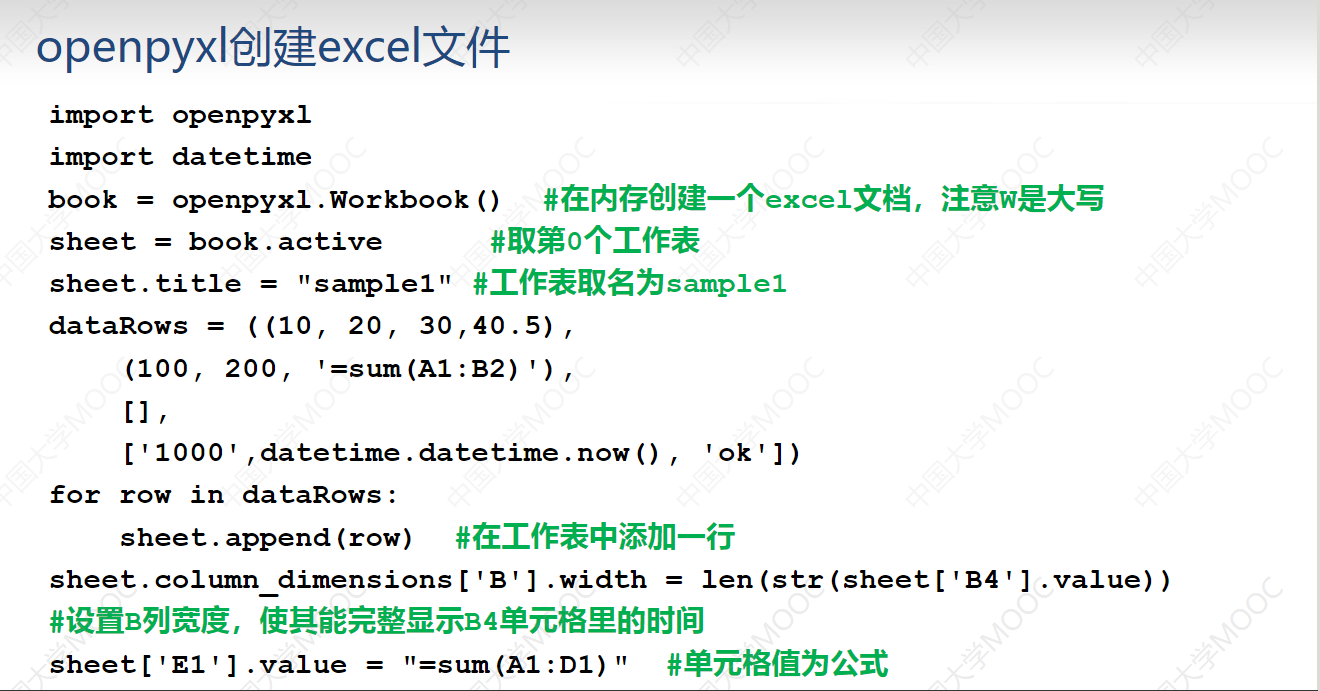 openpyxl创建excel文件
import openpyxl
import datetime
book = openpyxl.Workbook() #在内存创建一个excel文档，注意W是大写
sheet = book.active #取第0个工作表
sheet.title = "sample1" #工作表取名为sample1
dataRows = ((10, 20, 30,40.5),
(100, 200, '=sum(A1:B2)'),
[],
['1000',datetime.datetime.now(), 'ok'])
for row in dataRows:
sheet.append(row) #在工作表中添加一行
sheet.column_dimensions['B'].width = len(str(sheet['B4'].value))
#设置B列宽度，使其能完整显示B4单元格里的时间
sheet['E1'].value = "=sum(A1:D1)" #单元格值为公式
中国大学MOOC